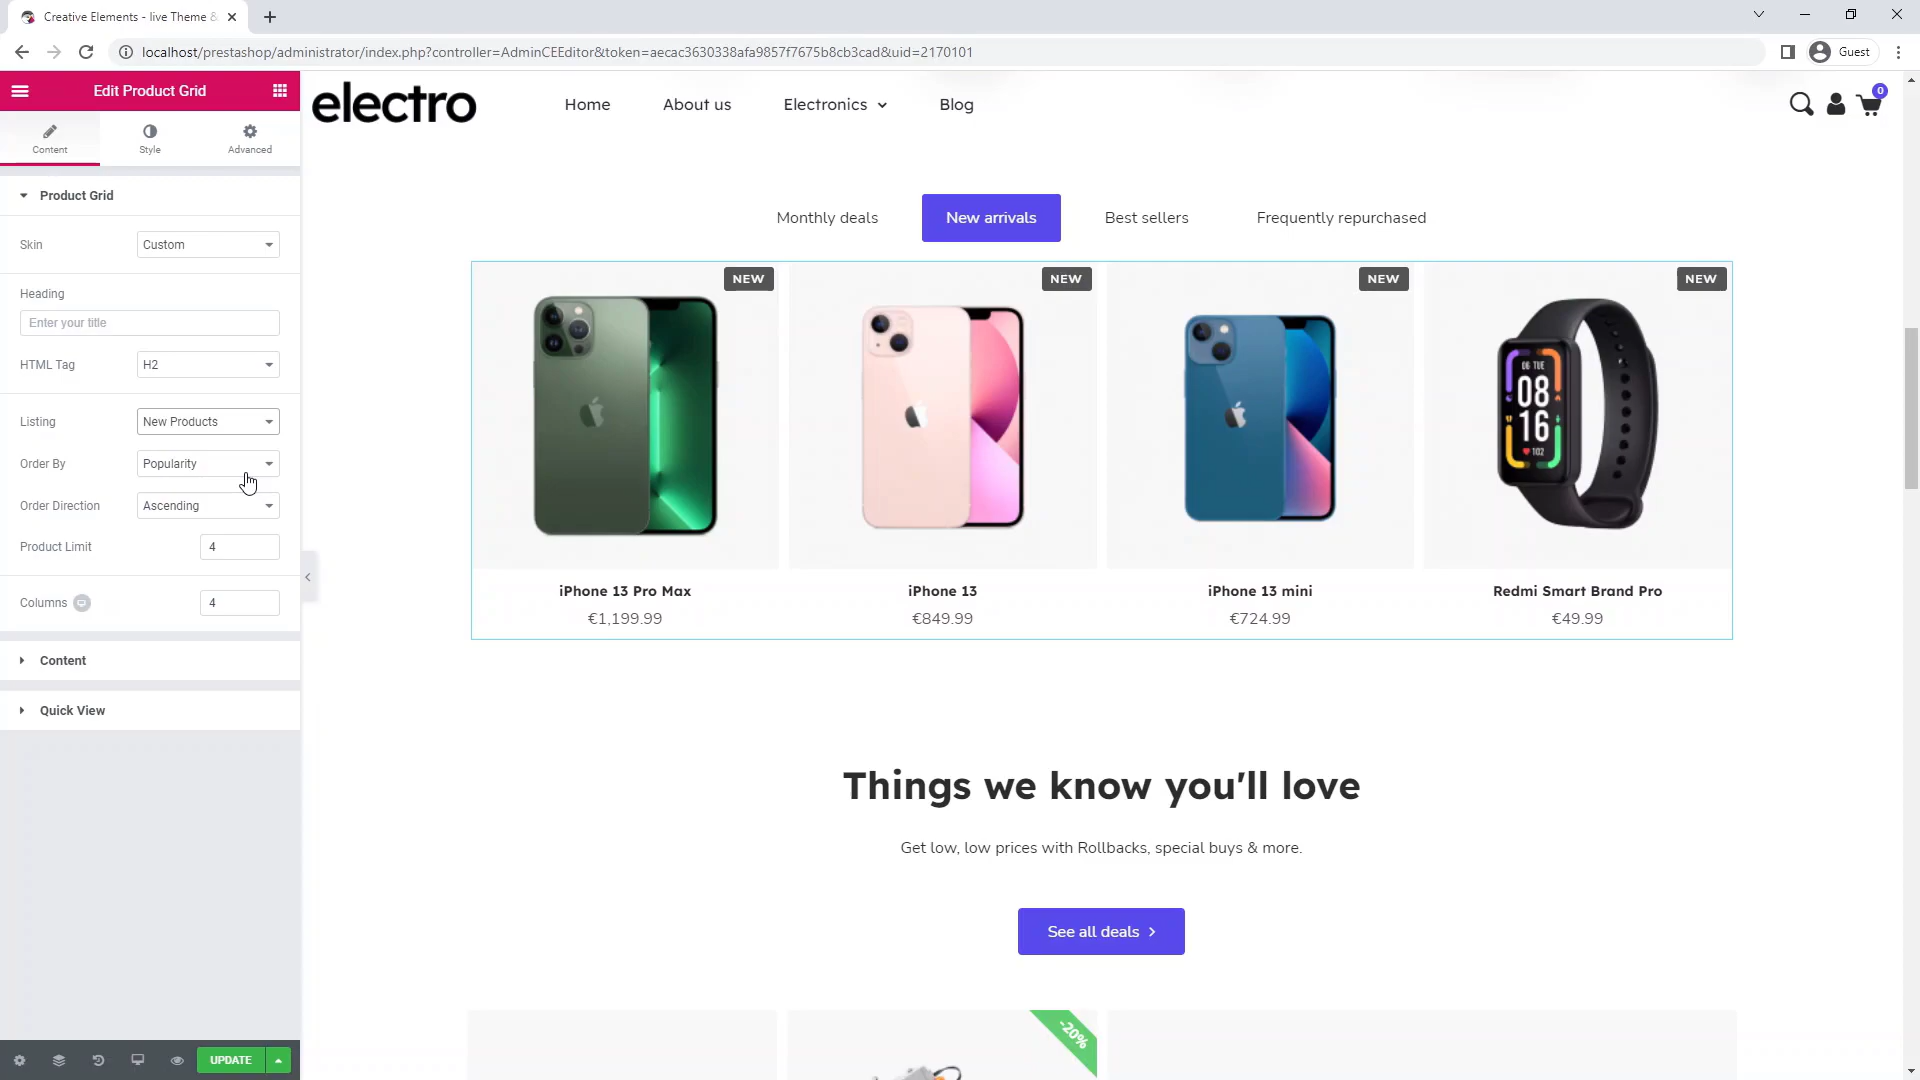 Creative Elements - live Theme &
localhost/prestashop/administrator/index.php?controller=AdminCEEditor&token=aecac3630338afa9857f7675b8cb3cad&uid=2170101
Guest
Edit Product Grid
Content
Style
Advanced
Product Grid
Skin
Custom
Heading
Enter your title
HTML Tag
H2
Listing
New Products
Order By
Popularity
Order Direction
Ascending
Product Limit
4
Columns
4
Content
Quick View
UPDATE
electro
Home
About us
Electronics
Blog
0
Monthly deals
New arrivals
Best sellers
Frequently repurchased
NEW
NEW
NEW
NEW
06 TUE
08
16
102
iPhone 13 Pro Max
€1,199.99
iPhone 13
€849.99
iPhone 13 mini
€724.99
Redmi Smart Brand Pro
€49.99
Things we know you'll love
Get low, low prices with Rollbacks, special buys & more.
See all deals
-20%